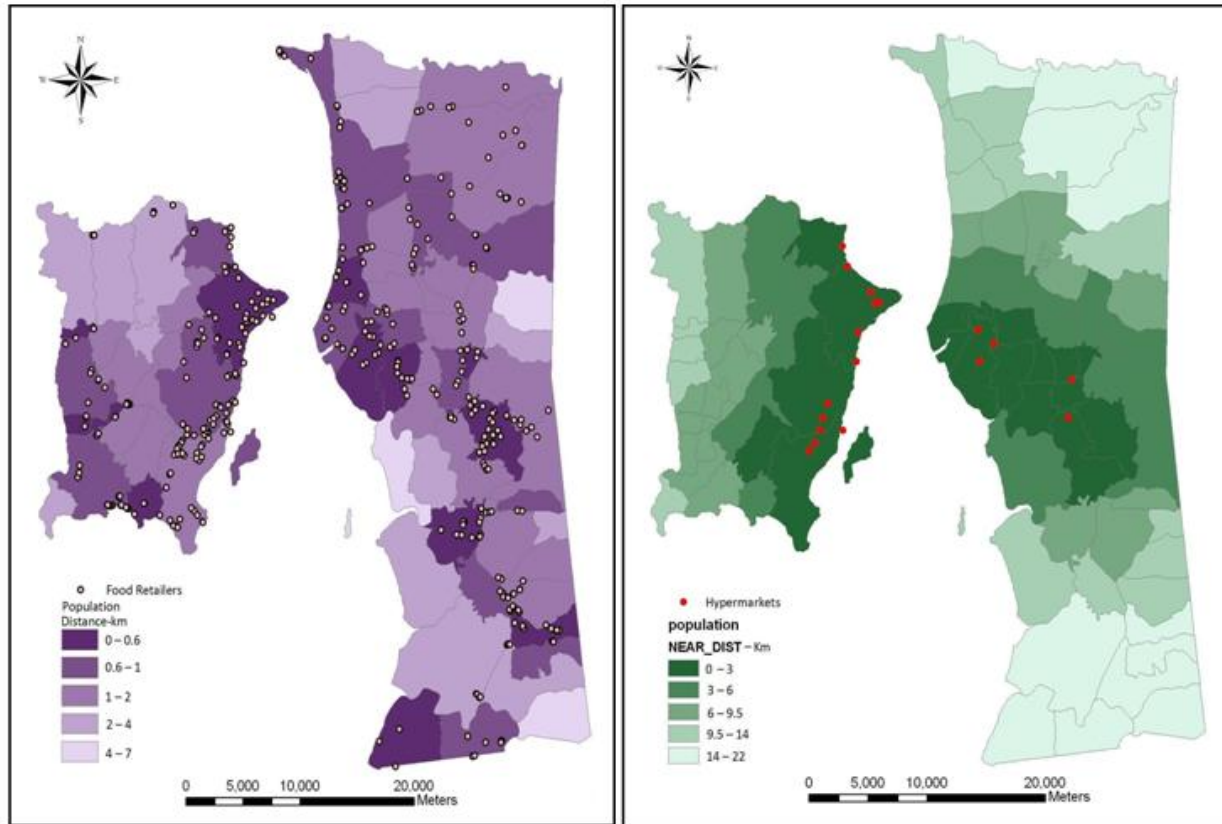 N
W
E
S
Food Retailers
Population
Distance-km
0 – 0.6
0.6 – 1
1 – 2
2 – 4
4 – 7
0 5,000 10,000 20,000
Meters
N
W
E
S
Hypermarkets
population
NEAR_DIST – Km
0 – 3
3 – 6
6 – 9.5
9.5 – 14
14 – 22
0 5,000 10,000 20,000
Meters